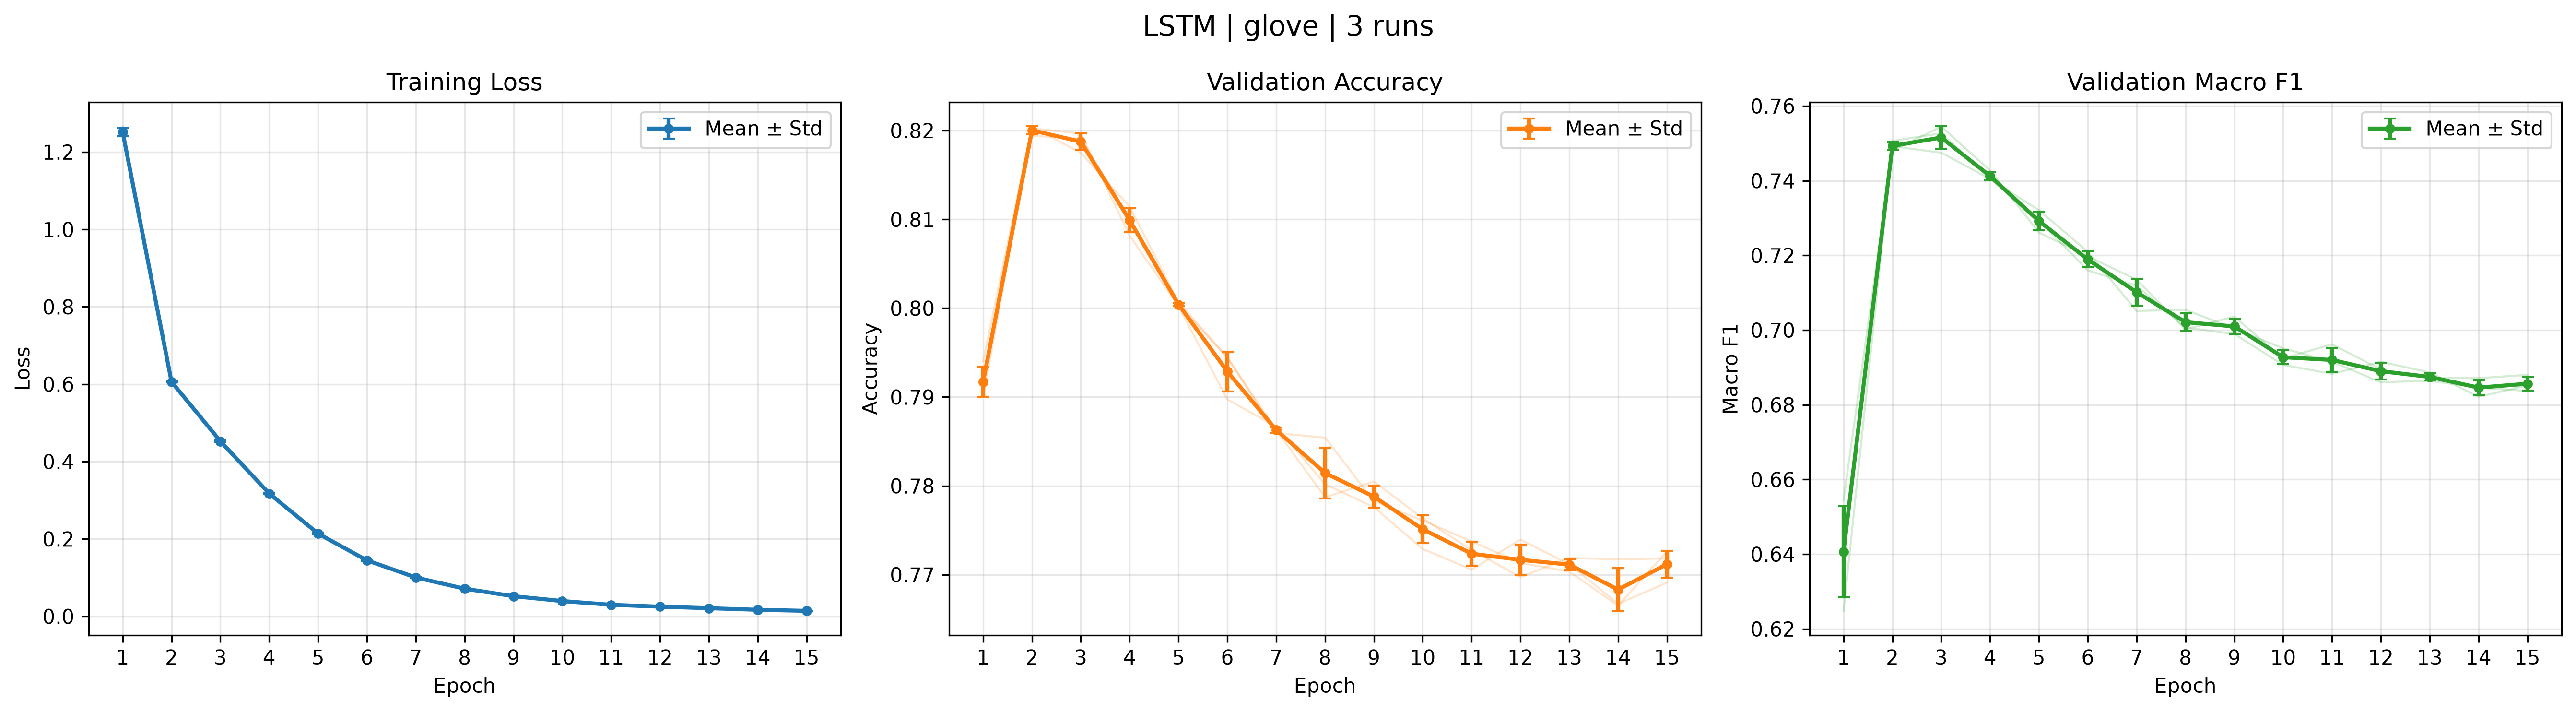 LSTM | glove | 3 runs
Training Loss
Mean ± Std
Loss
1.2
1.0
0.8
0.6
0.4
0.2
0.0
1 2 3 4 5 6 7 8 9 10 11 12 13 14 15
Epoch
Validation Accuracy
Mean ± Std
Accuracy
0.82
0.81
0.80
0.79
0.78
0.77
1 2 3 4 5 6 7 8 9 10 11 12 13 14 15
Epoch
Validation Macro F1
Mean ± Std
Macro F1
0.76
0.74
0.72
0.70
0.68
0.66
0.64
0.62
1 2 3 4 5 6 7 8 9 10 11 12 13 14 15
Epoch